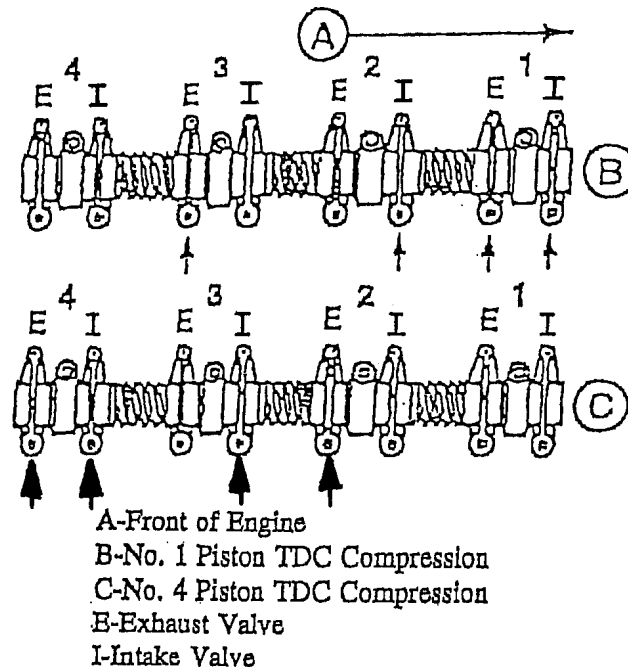 A
4 3 2 1
E I E I E I E I
B
4 3 2 1
E I E I E I E I
C
A-Front of Engine
B-No. 1 Piston TDC Compression
C-No. 4 Piston TDC Compression
E-Exhaust Valve
I-Intake Valve